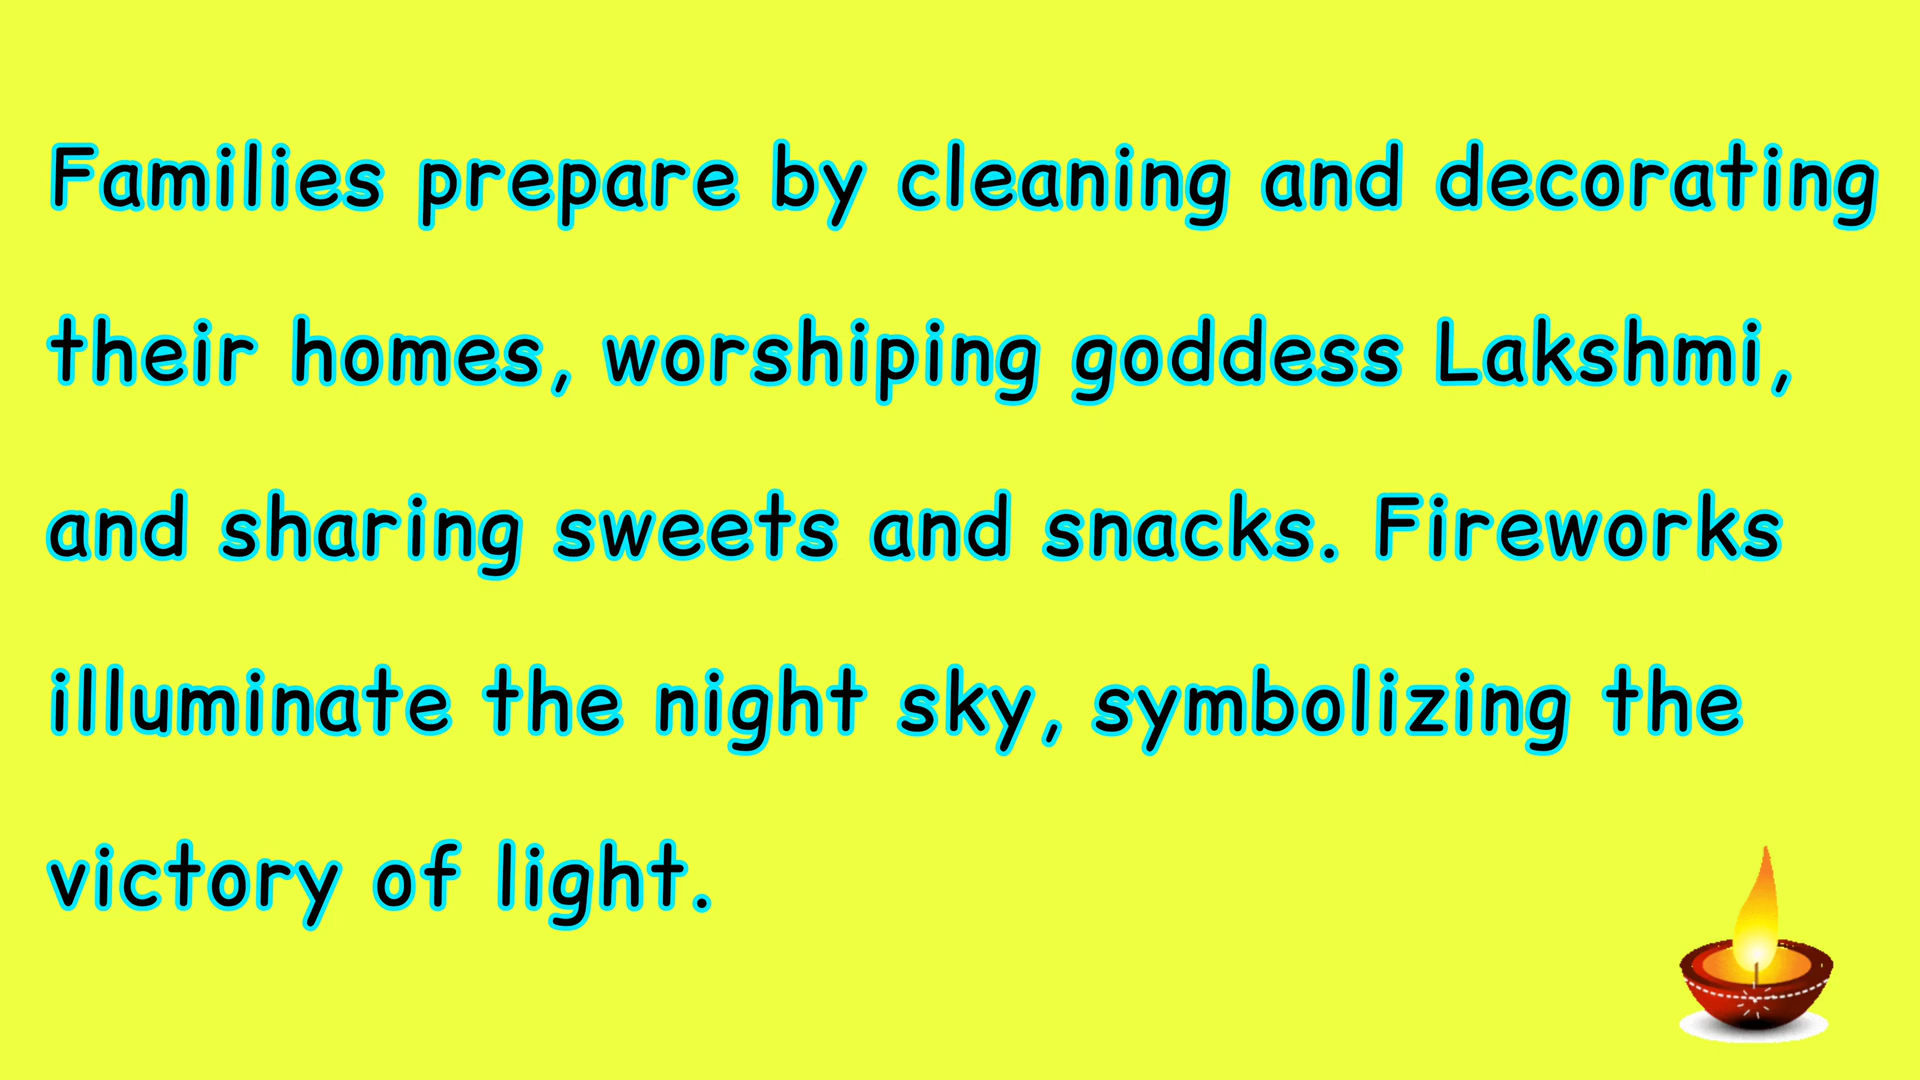 Families prepare by cleaning and decorating
their homes, worshiping goddess Lakshmi,
and sharing sweets and snacks. Fireworks
illuminate the night sky, symbolizing the
victory of light.